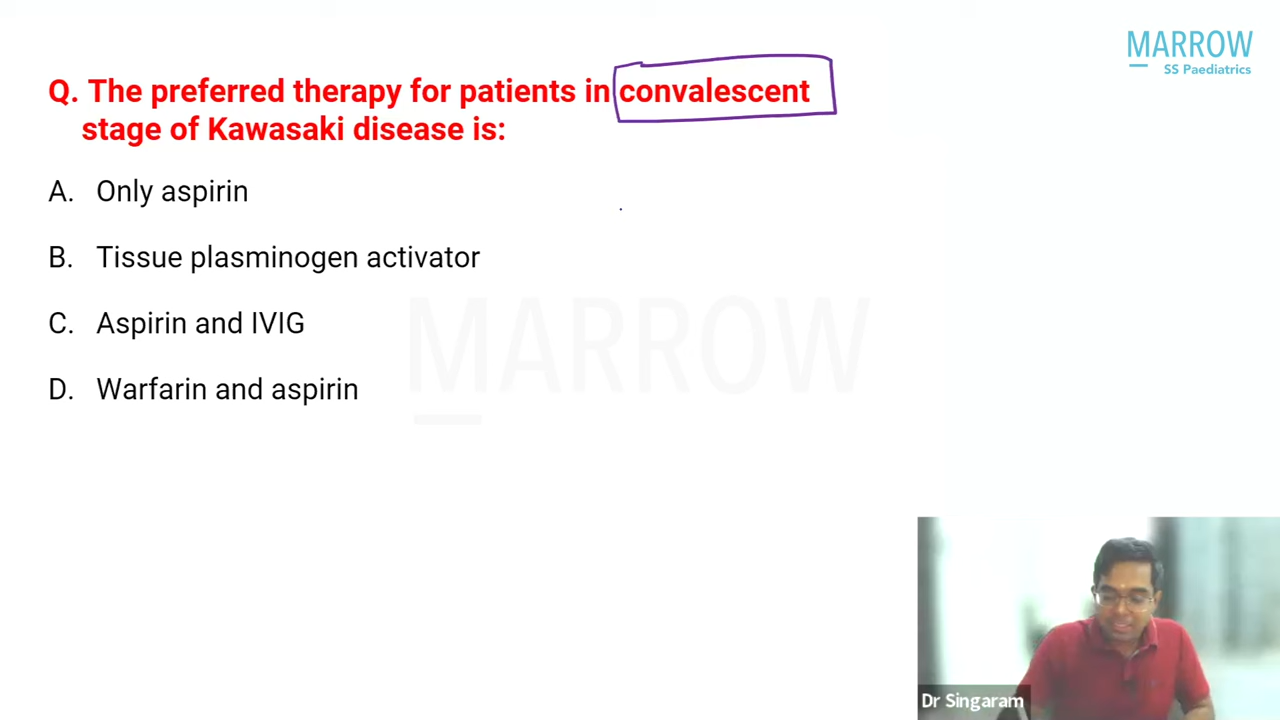 MARROW
SS Paediatrics
Q. The preferred therapy for patients in convalescent
stage of Kawasaki disease is:
A. Only aspirin
B. Tissue plasminogen activator
C. Aspirin and IVIG
D. Warfarin and aspirin
MARROW
Dr Singaram